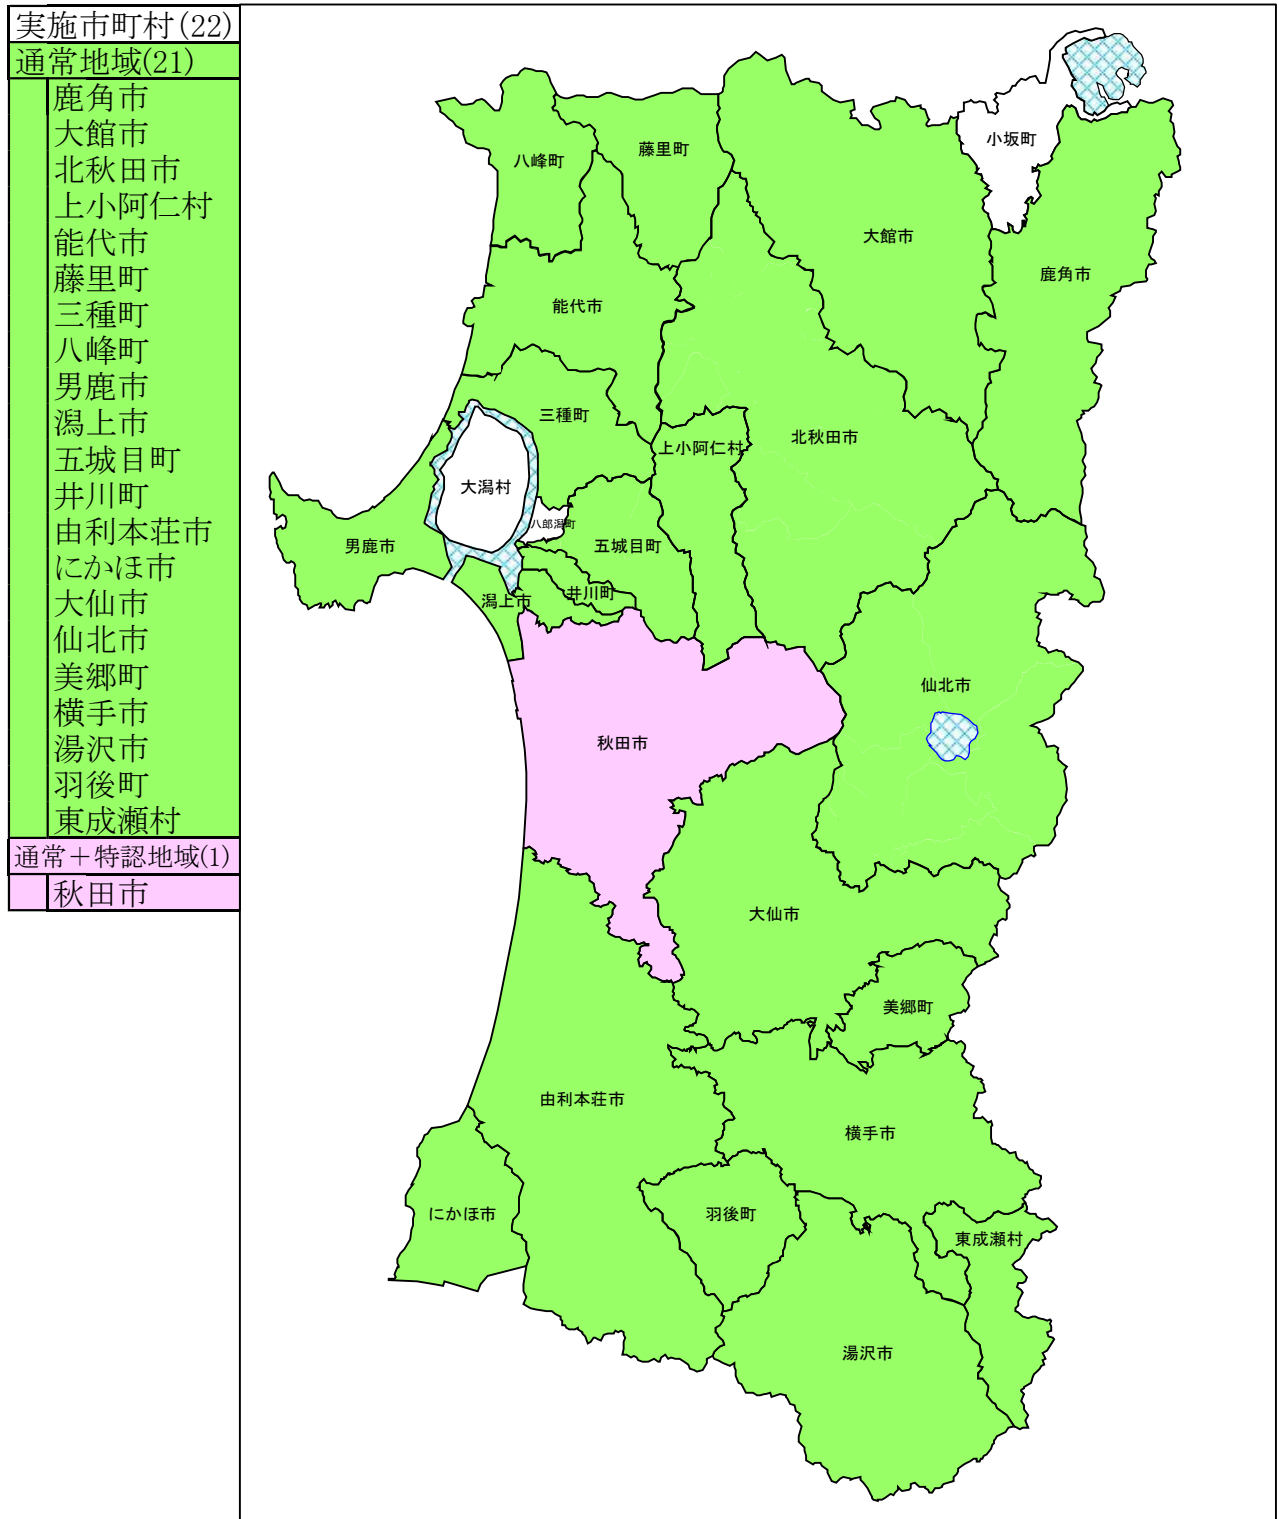 実施市町村(22)
通常地域(21)
鹿角市
大館市
北秋田市
上小阿仁村
能代市
藤里町
三種町
八峰町
男鹿市
潟上市
五城目町
井川町
由利本荘市
にかほ市
大仙市
仙北市
美郷町
横手市
湯沢市
羽後町
東成瀬村
通常＋特認地域(1)
秋田市
小坂町
藤里町
八峰町
大館市
鹿角市
能代市
三種町
北秋田市
上小阿仁村
大潟村
八郎潟町
男鹿市
五城目町
井川町
潟上市
仙北市
秋田市
大仙市
美郷町
由利本荘市
横手市
にかほ市
羽後町
東成瀬村
湯沢市